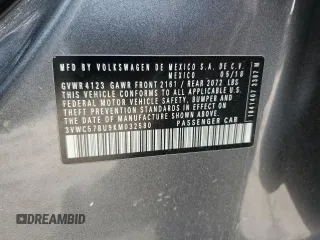 MFD BY VOLKSWAGEN DE MEXICO S.A. DE C.V.
MEXICO 05/18
GVWR 4123 GAWR FRONT 2161 / REAR 2072 LBS
THIS VEHICLE CONFORMS TO ALL APPLICABLE
FEDERAL MOTOR VEHICLE SAFETY, BUMPER AND
THEFT PREVENTION STANDARDS IN EFFECT
ON THE DATE OF MANUFACTURE SHOWN ABOVE
3VWC57BU9KM032580
PASSENGER CAR
DREAMBID